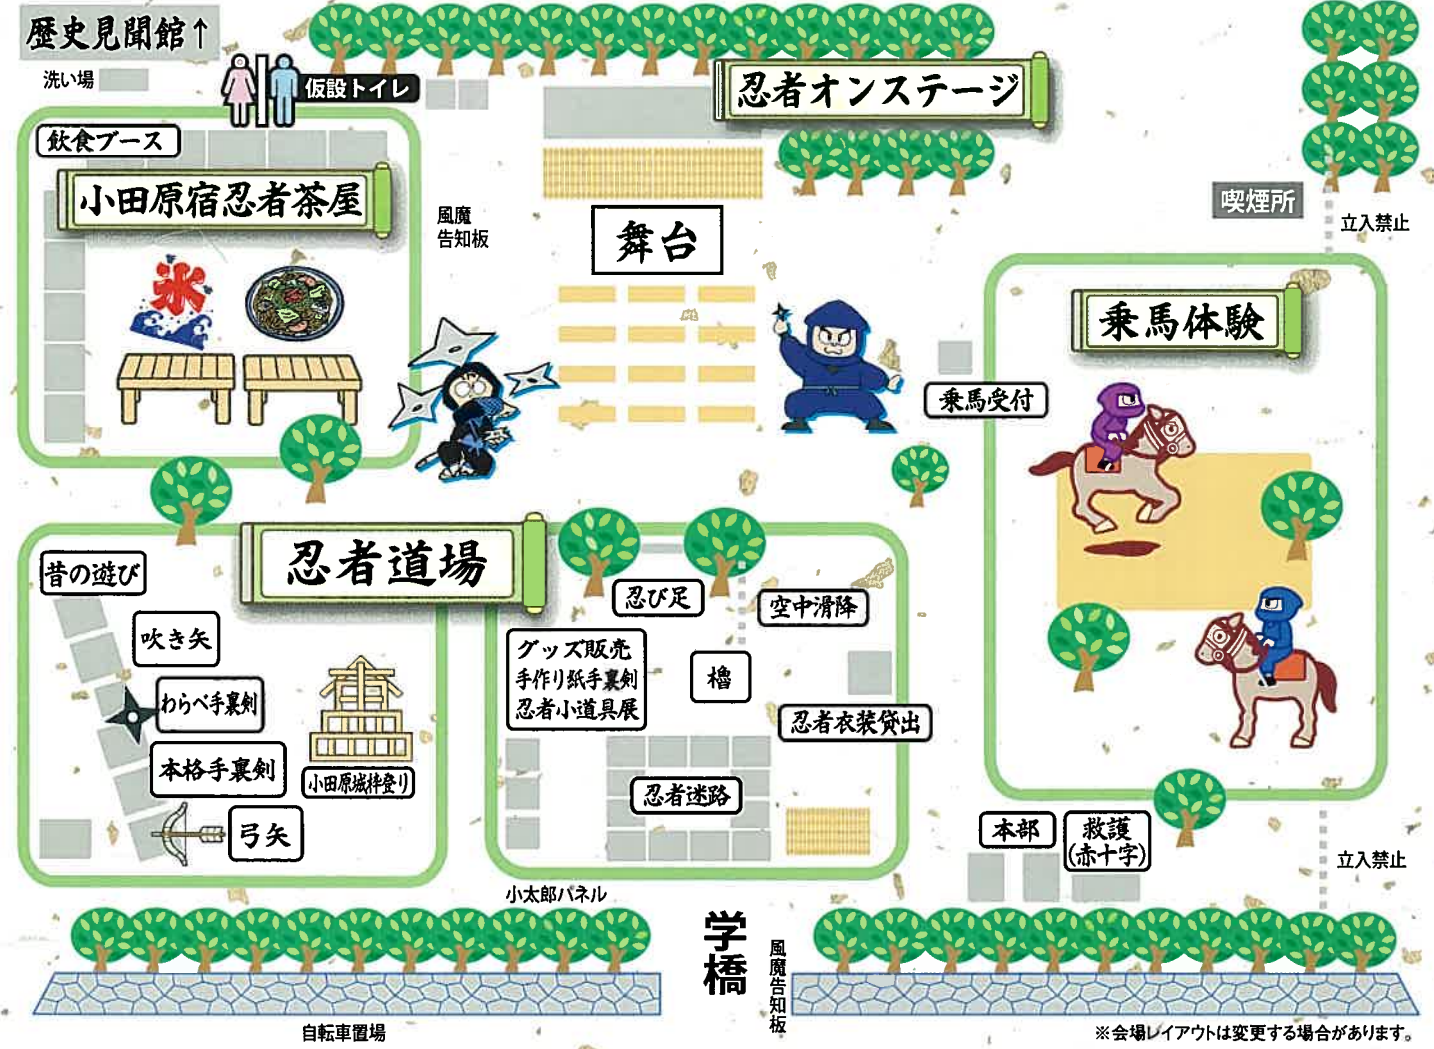 歴史見聞館↑
洗い場
仮設トイレ
忍者オンステージ
飲食ブース
小田原宿忍者茶屋
風魔
告知板
舞台
喫煙所
立入禁止
氷
乗馬体験
乗馬受付
忍者道場
昔の遊び
吹き矢
わらべ手裏剣
本格手裏剣
小田原城枠登り
弓矢
忍び足
空中滑降
グッズ販売
手作り紙手裏剣
忍者小道具展
櫓
忍者衣装貸出
忍者迷路
本部
救護
(赤十字)
立入禁止
小太郎パネル
学橋
風魔告知板
自転車置場
※会場レイアウトは変更する場合があります。